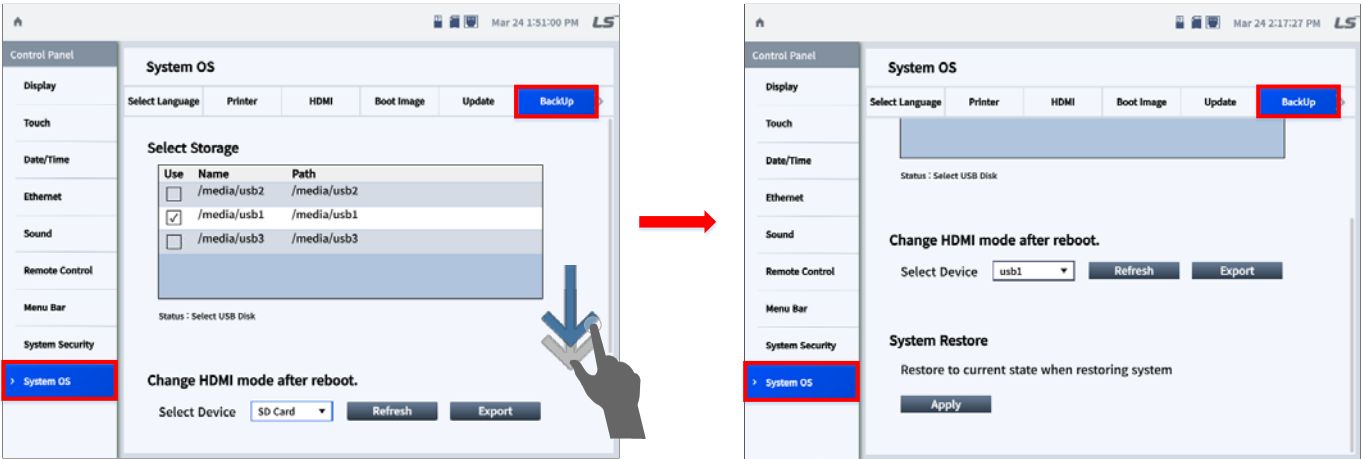 Mar 24 1:51:00 PM LS
Control Panel
Display
Touch
Date/Time
Ethernet
Sound
Remote Control
Menu Bar
System Security
> System OS
System OS
Select Language Printer HDMI Boot Image Update BackUp >
Select Storage
Use Name Path
/media/usb2 /media/usb2
✓ /media/usb1 /media/usb1
/media/usb3 /media/usb3
Status : Select USB Disk
Change HDMI mode after reboot.
Select Device SD Card ▼ Refresh Export
Mar 24 2:17:27 PM LS
Control Panel
Display
Touch
Date/Time
Ethernet
Sound
Remote Control
Menu Bar
System Security
> System OS
System OS
Select Language Printer HDMI Boot Image Update BackUp >
Status : Select USB Disk
Change HDMI mode after reboot.
Select Device usb1 ▼ Refresh Export
System Restore
Restore to current state when restoring system
Apply